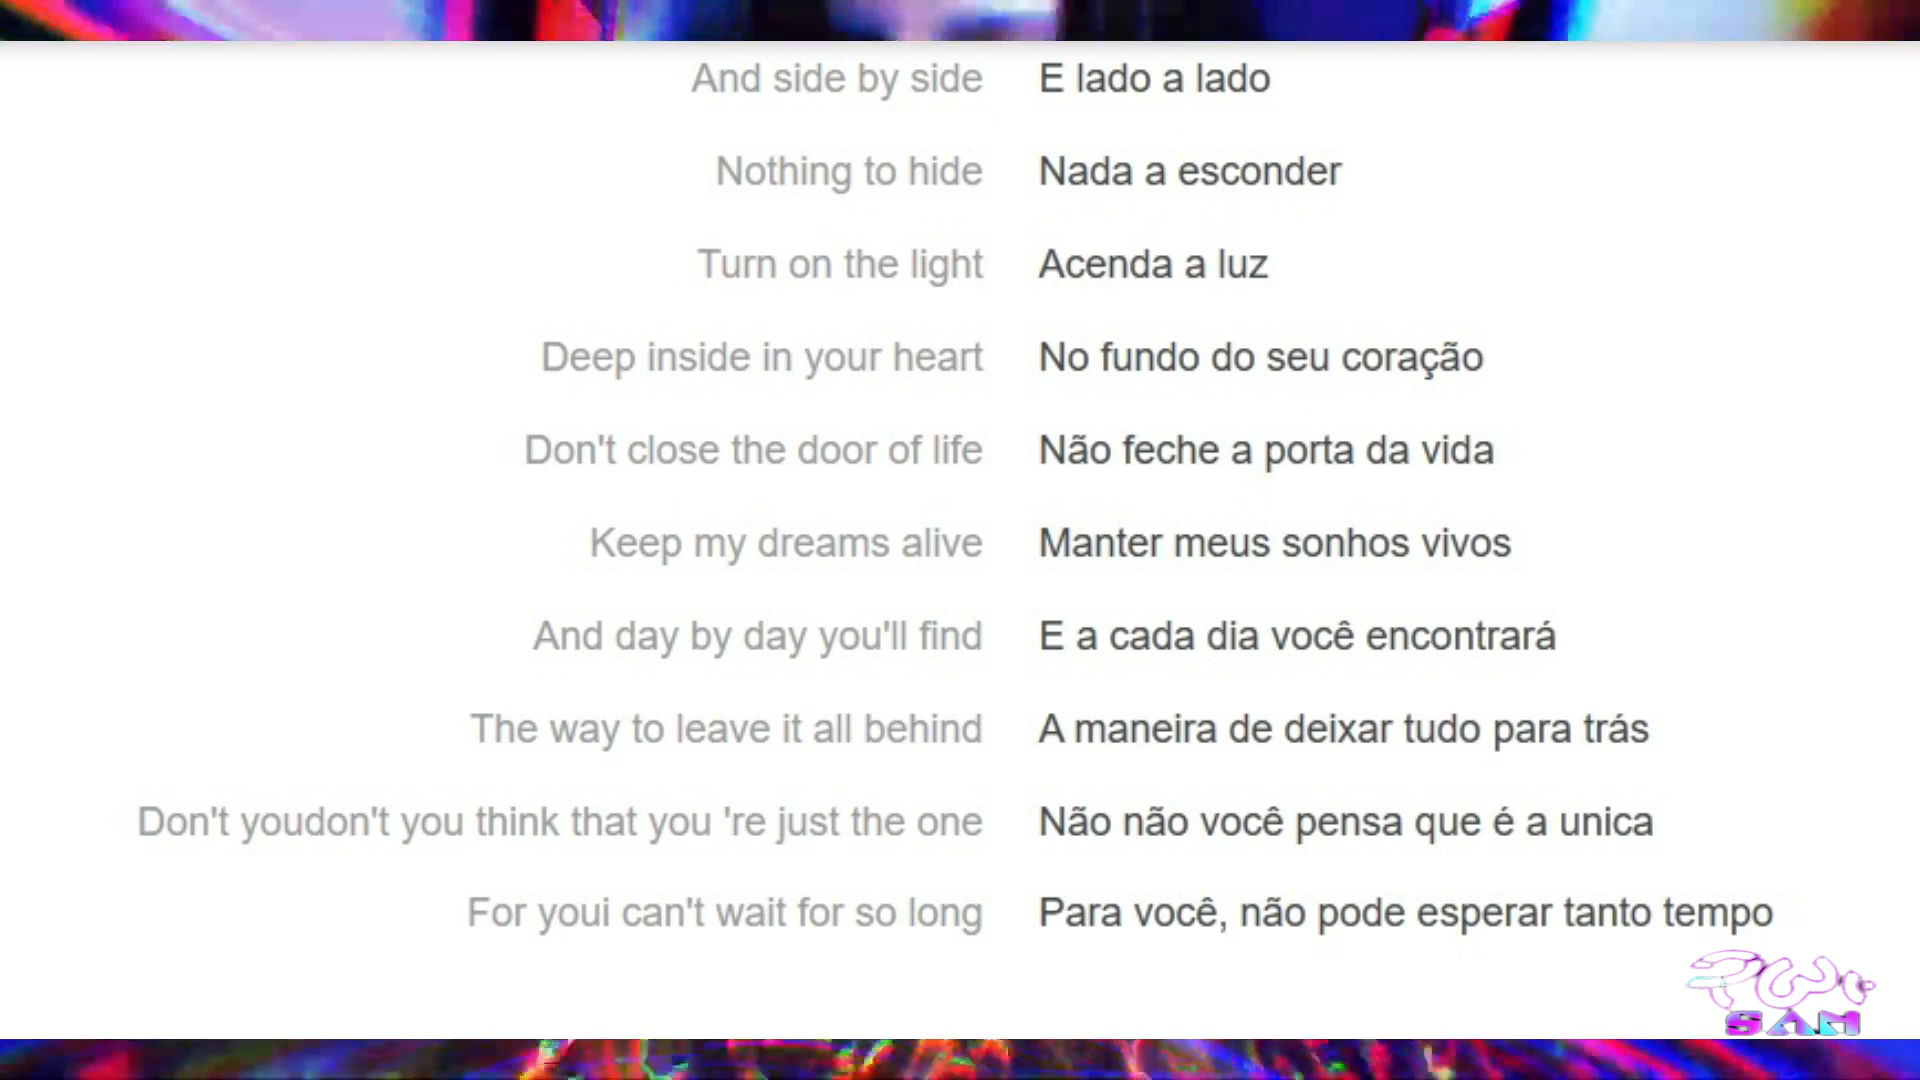 And side by side E lado a lado
Nothing to hide Nada a esconder
Turn on the light Acenda a luz
Deep inside in your heart No fundo do seu coração
Don't close the door of life Não feche a porta da vida
Keep my dreams alive Manter meus sonhos vivos
And day by day you'll find E a cada dia você encontrará
The way to leave it all behind A maneira de deixar tudo para trás
Don't youdon't you think that you 're just the one Não não você pensa que é a unica
For youi can't wait for so long Para você, não pode esperar tanto tempo
SAN